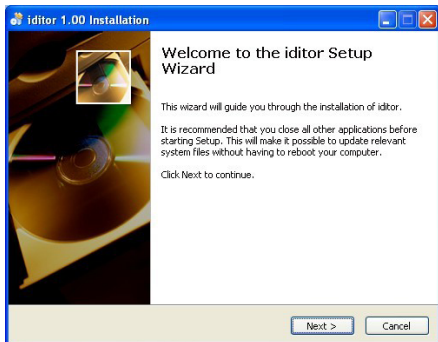 iditor 1.00 Installation
Welcome to the iditor Setup
Wizard
This wizard will guide you through the installation of iditor.
It is recommended that you close all other applications before
starting Setup. This will make it possible to update relevant
system files without having to reboot your computer.
Click Next to continue.
Next >
Cancel